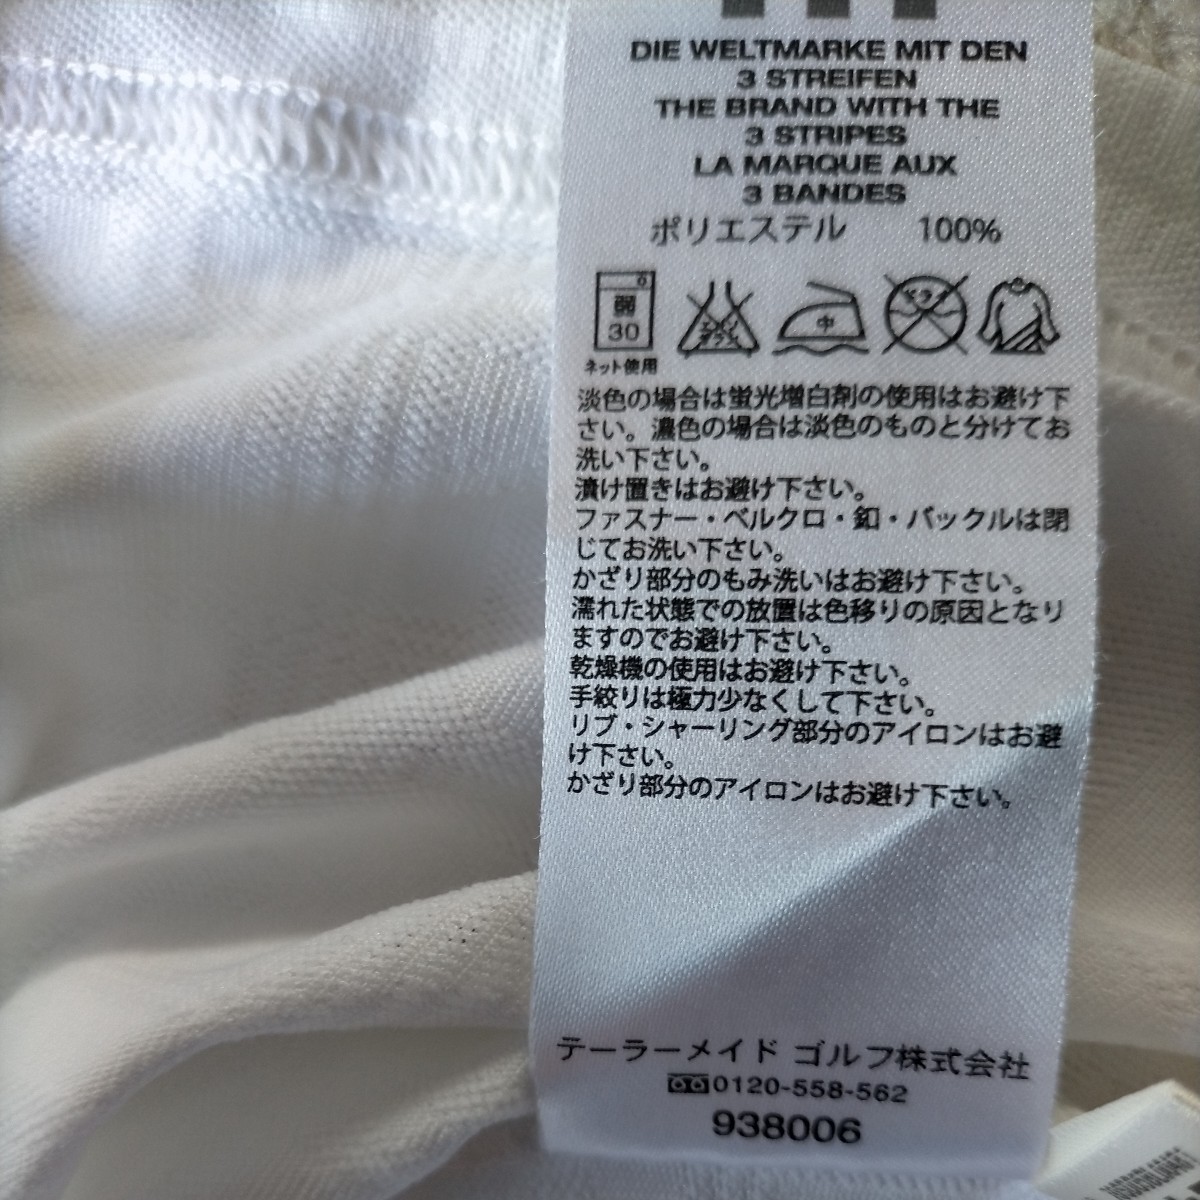 DIE WELTMARKE MIT DEN
3 STREIFEN
THE BRAND WITH THE
3 STRIPES
LA MARQUE AUX
3 BANDES
ポリエステル 100%
弱
30
中
ドライ
ネット使用
淡色の場合は蛍光増白剤の使用はお避け下
さい。濃色の場合は淡色のものと分けてお
洗い下さい。
漬け置きはお避け下さい。
ファスナー・ベルクロ・釦・バックルは閉
じてお洗い下さい。
かざり部分のもみ洗いはお避け下さい。
濡れた状態での放置は色移りの原因となり
ますのでお避け下さい。
乾燥機の使用はお避け下さい。
手絞りは極力少なくして下さい。
リブ・シャーリング部分のアイロンはお避
け下さい。
かざり部分のアイロンはお避け下さい。
テーラーメイド ゴルフ株式会社
0120-558-562
938006